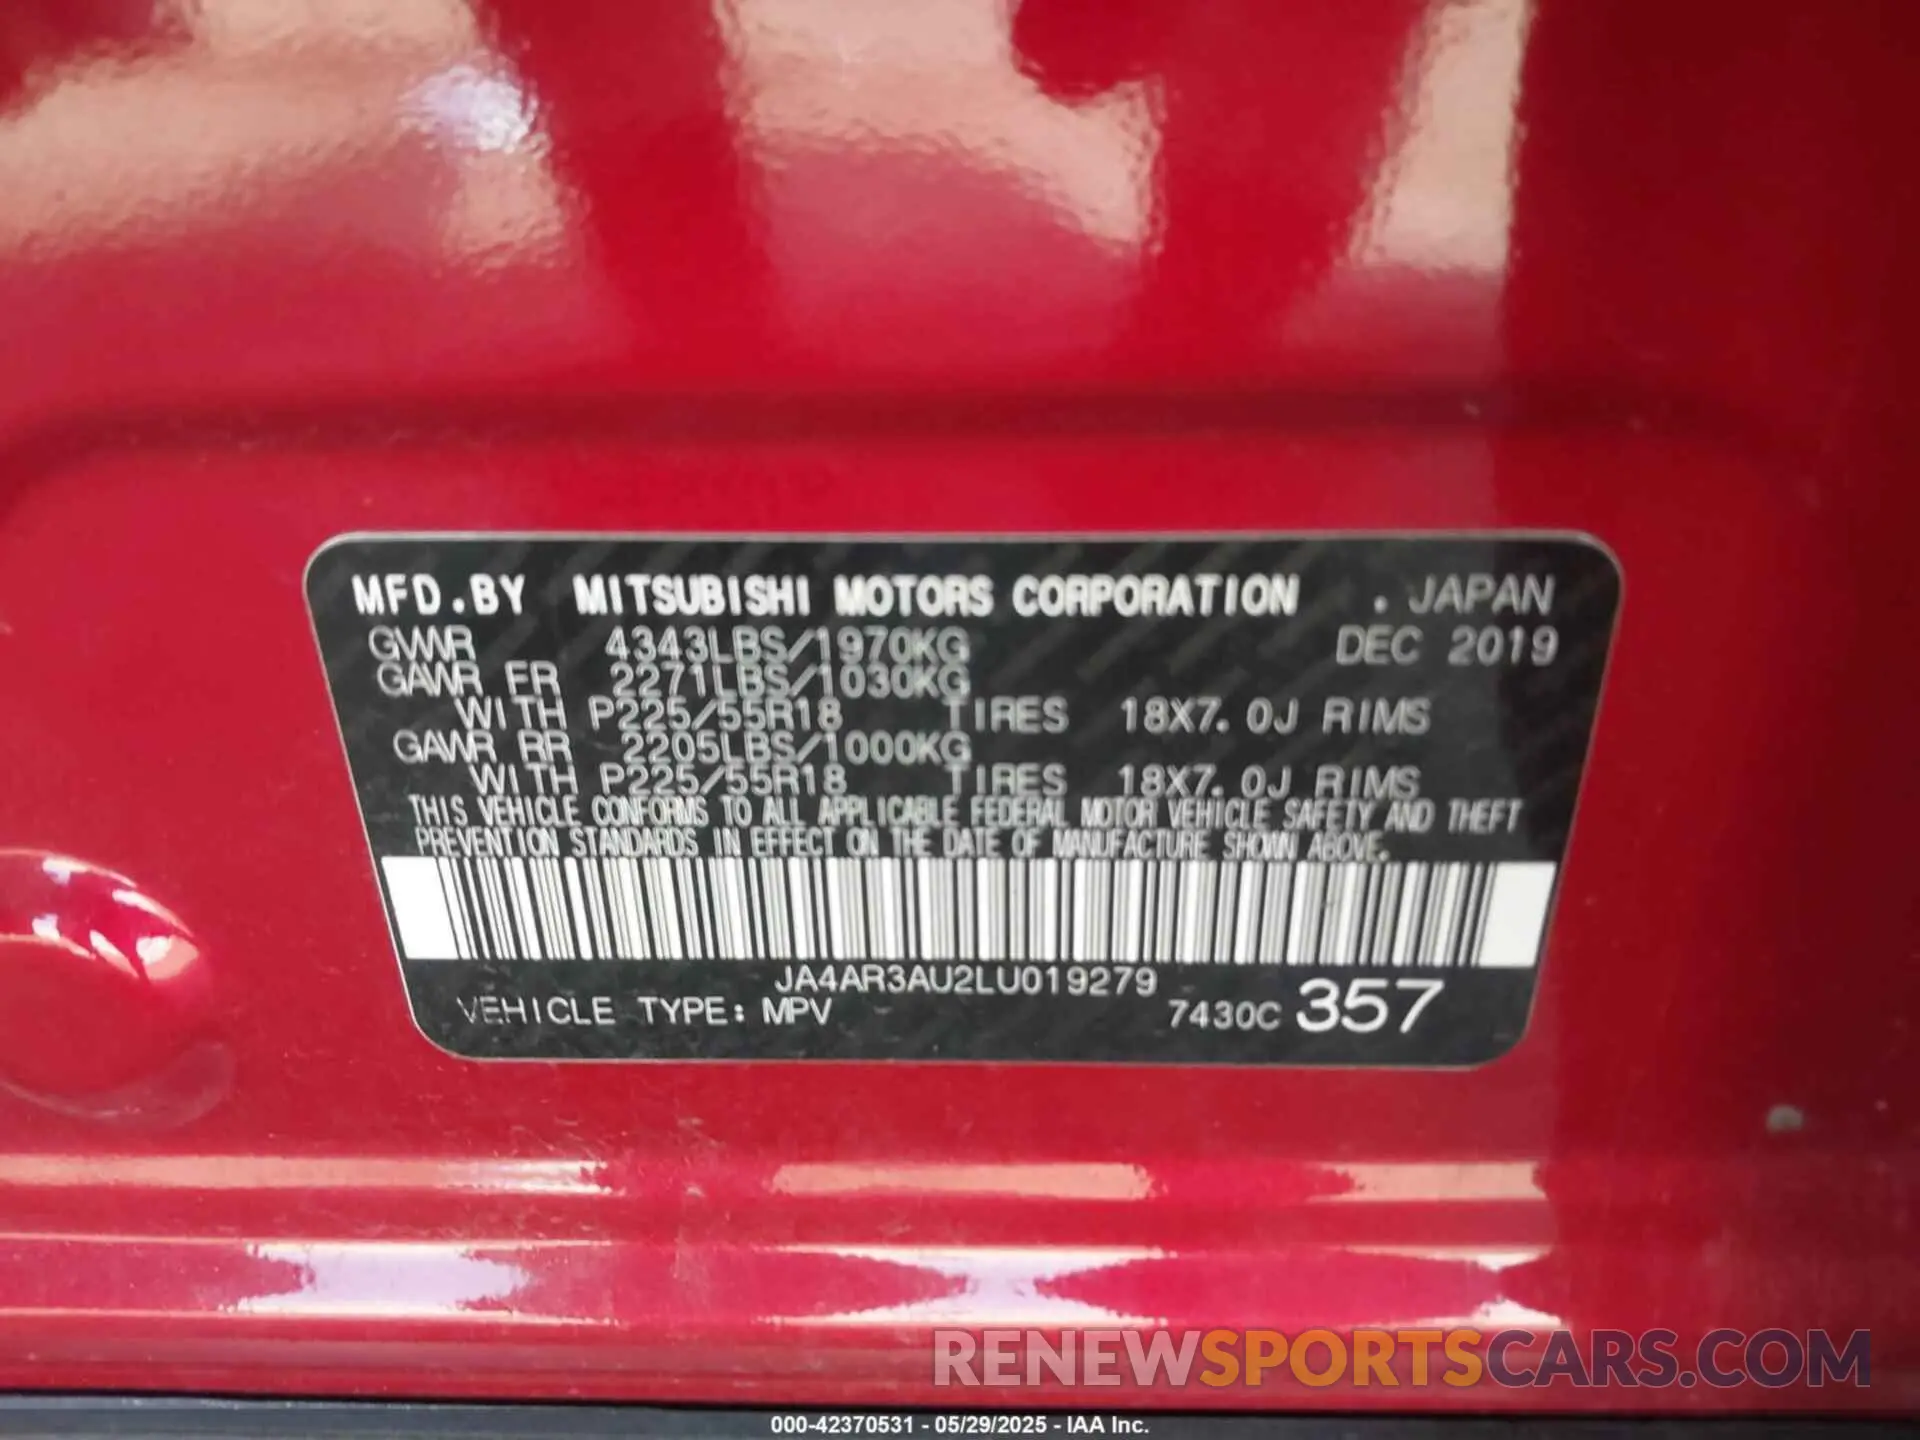 MFD.BY MITSUBISHI MOTORS CORPORATION . JAPAN
GVWR 4343LBS/1970KG DEC 2019
GAWR FR 2271LBS/1030KG
WITH P225/55R18 TIRES 18X7.0J RIMS
GAWR RR 2205LBS/1000KG
WITH P225/55R18 TIRES 18X7.0J RIMS
THIS VEHICLE CONFORMS TO ALL APPLICABLE FEDERAL MOTOR VEHICLE SAFETY AND THEFT
PREVENTION STANDARDS IN EFFECT ON THE DATE OF MANUFACTURE SHOWN ABOVE.
JA4AR3AU2LU019279
VEHICLE TYPE: MPV 7430C 357
RENEWSPORTSCARS.COM
000-42370531 - 05/29/2025 - IAA Inc.